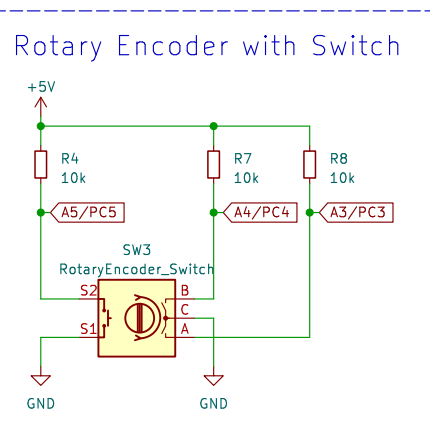 Rotary Encoder with Switch
+5V
R4
10k
R7
10k
R8
10k
A5/PC5
A4/PC4
A3/PC3
SW3
RotaryEncoder_Switch
S2
B
C
S1
A
GND
GND